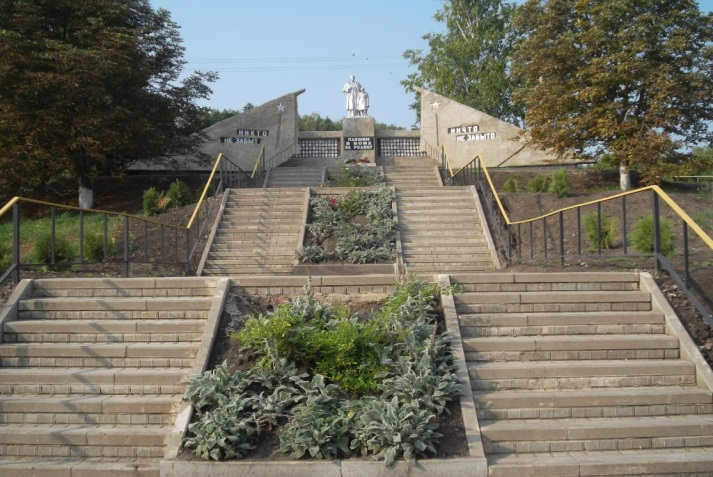 НИКТО
НЕ ЗАБЫТ
ПАВШИМ
В БОЯХ
ЗА РОДИНУ
НИЧТО
НЕ ЗАБЫТО